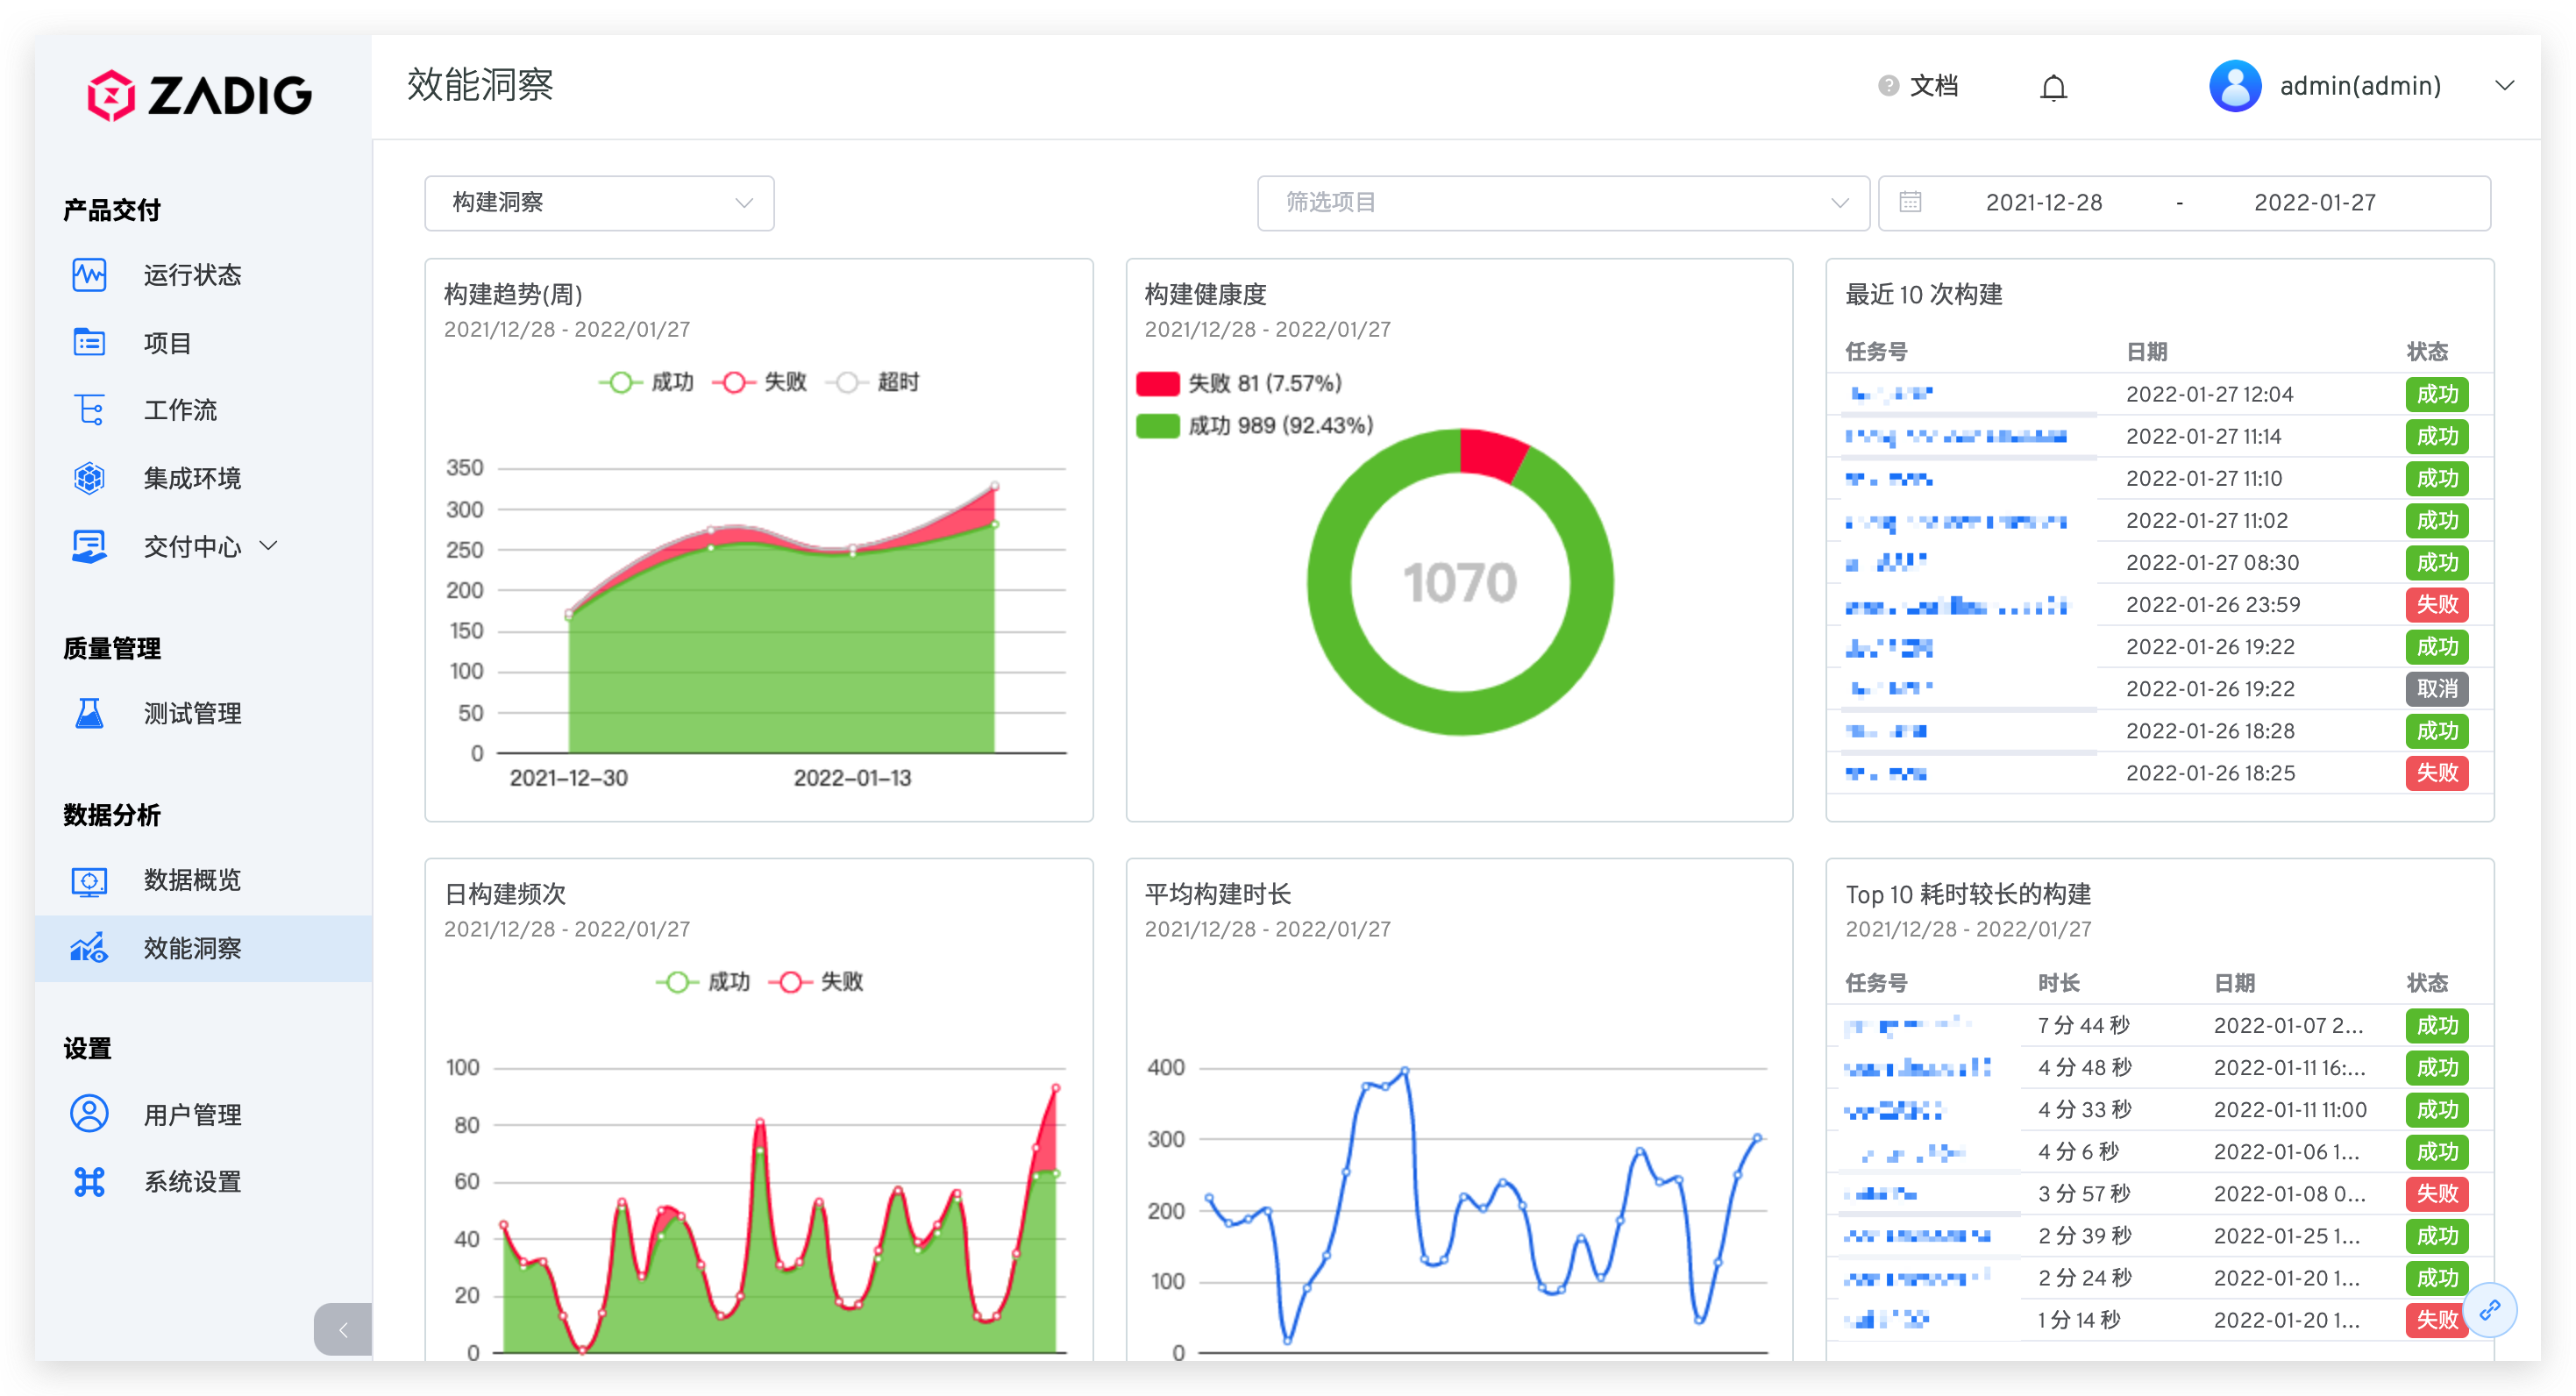 ZADIG
产品交付
运行状态
项目
工作流
集成环境
交付中心
质量管理
测试管理
数据分析
数据概览
效能洞察
设置
用户管理
系统设置
效能洞察
? 文档
admin(admin)
构建洞察
筛选项目
2021-12-28 - 2022-01-27
构建趋势(周)
2021/12/28 - 2022/01/27
成功 失败 超时
350
300
250
200
150
100
50
0
2021-12-30 2022-01-13
构建健康度
2021/12/28 - 2022/01/27
失败 81 (7.57%)
成功 989 (92.43%)
1070
最近 10 次构建
任务号 日期 状态
2022-01-27 12:04 成功
2022-01-27 11:14 成功
2022-01-27 11:10 成功
2022-01-27 11:02 成功
2022-01-27 08:30 成功
2022-01-26 23:59 失败
2022-01-26 19:22 成功
2022-01-26 19:22 取消
2022-01-26 18:28 成功
2022-01-26 18:25 失败
日构建频次
2021/12/28 - 2022/01/27
成功 失败
100
80
60
40
20
0
平均构建时长
2021/12/28 - 2022/01/27
400
300
200
100
0
Top 10 耗时较长的构建
2021/12/28 - 2022/01/27
任务号 时长 日期 状态
7 分 44 秒 2022-01-07 2... 成功
4 分 48 秒 2022-01-11 16:... 成功
4 分 33 秒 2022-01-11 11:00 成功
4 分 6 秒 2022-01-06 1... 成功
3 分 57 秒 2022-01-08 0... 失败
2 分 39 秒 2022-01-25 1... 成功
2 分 24 秒 2022-01-20 1... 成功
1 分 14 秒 2022-01-20 1... 失败